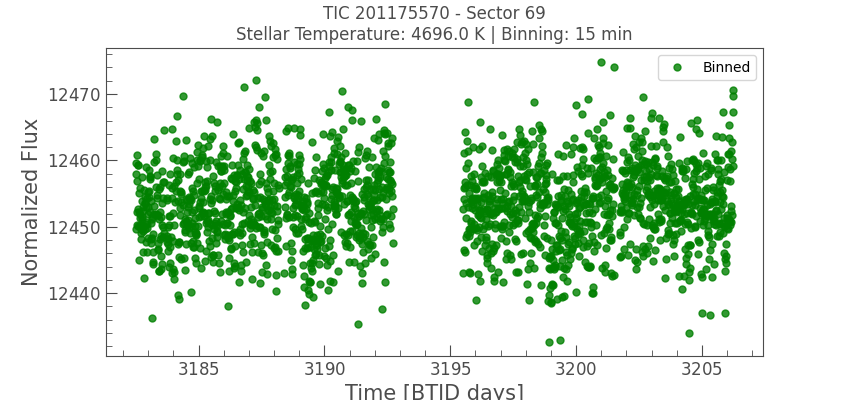 TIC 201175570 - Sector 69
Stellar Temperature: 4696.0 K | Binning: 15 min
Binned
Normalized Flux
12470
12460
12450
12440
3185
3190
3195
3200
3205
Time [BTJD days]